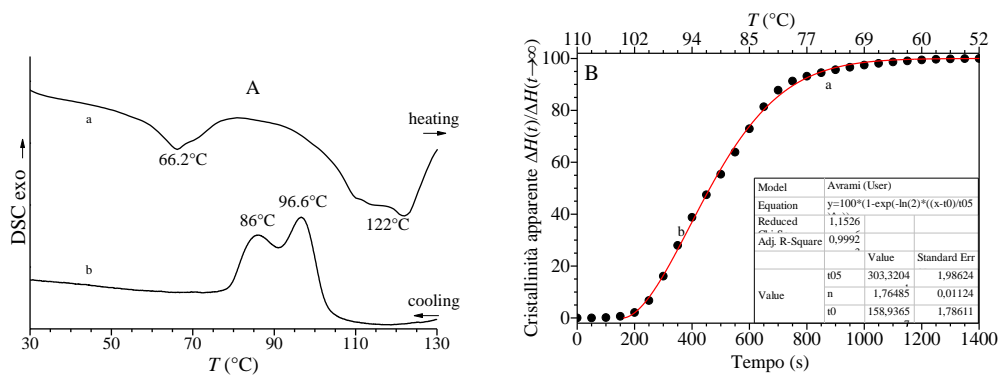 A
a
66.2°C
heating
122°C
96.6°C
86°C
b
cooling
DSC exo
30 50 70 90 110 130
T (°C)
T (°C)
110 102 94 85 77 69 60 52
B
a
b
100
80
60
40
20
0
Cristallinità apparente ΔH(t)/ΔH(t→∞)
Model Avrami (User)
Equation y=100*(1-exp(-ln(2)*((x-t0)/t05
Reduced 1,1526
Adj. R-Square 0,9992
Value Standard Err
Value
t05 303,3204 1,98624
n 1,76485 0,01124
t0 158,9365 1,78611
0 200 400 600 800 1000 1200 1400
Tempo (s)